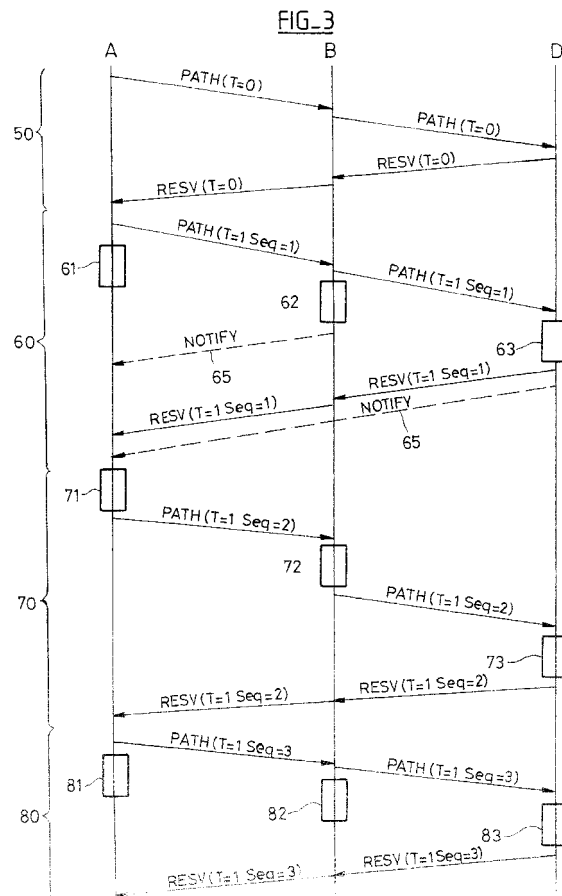 FIG_3
A
B
D
PATH (T=0)
PATH (T=0)
50
RESV (T=0)
RESV (T=0)
PATH (T=1 Seq=1)
PATH (T=1 Seq=1)
61
62
60
NOTIFY
65
63
RESV (T=1 Seq=1)
RESV (T=1 Seq=1)
NOTIFY
65
71
PATH (T=1 Seq=2)
72
PATH (T=1 Seq=2)
70
73
RESV (T=1 Seq=2)
RESV (T=1 Seq=2)
PATH (T=1 Seq=3
PATH (T=1 Seq=3)
81
82
80
83
RESV (T=1 Seq=3)
RESV (T=1 Seq=3)